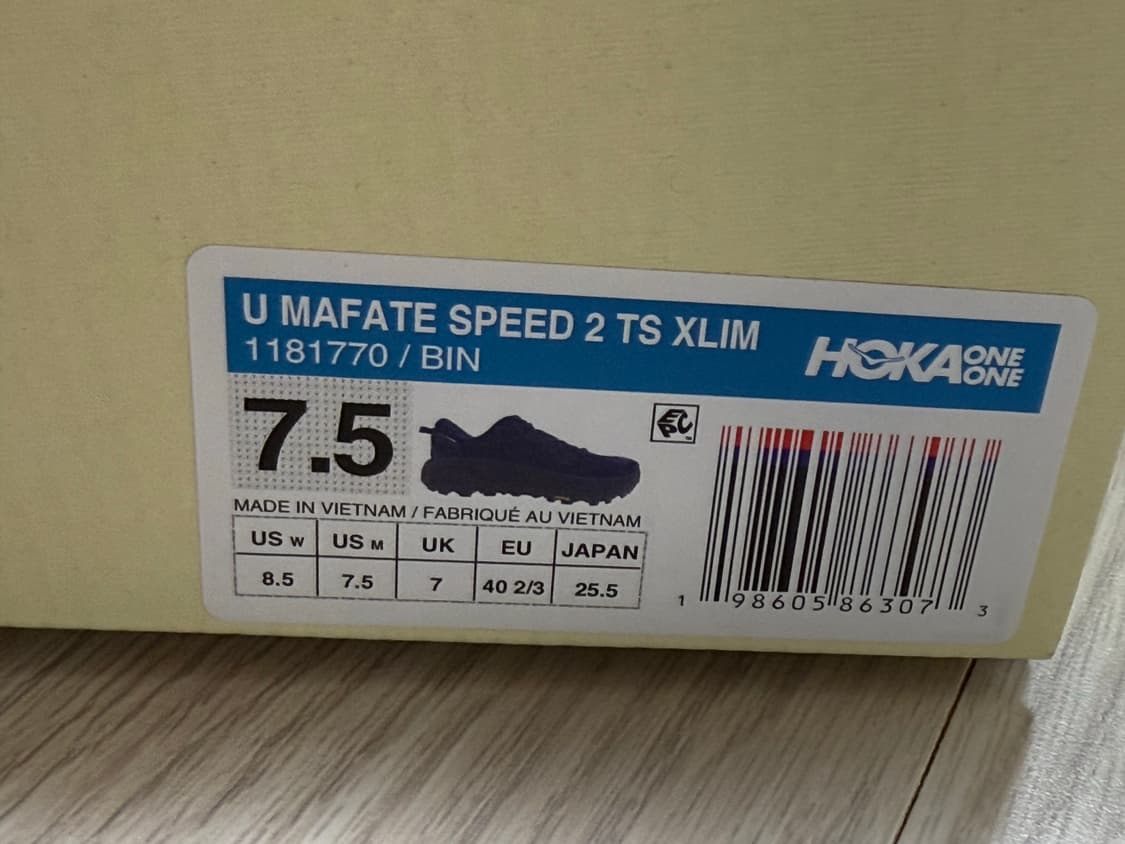 U MAFATE SPEED 2 TS XLIM
1181770 / BIN
HOKA ONE ONE
7.5
EPC
MADE IN VIETNAM / FABRIQUÉ AU VIETNAM
US W US M UK EU JAPAN
8.5 7.5 7 40 2/3 25.5
1 98605 86307 3